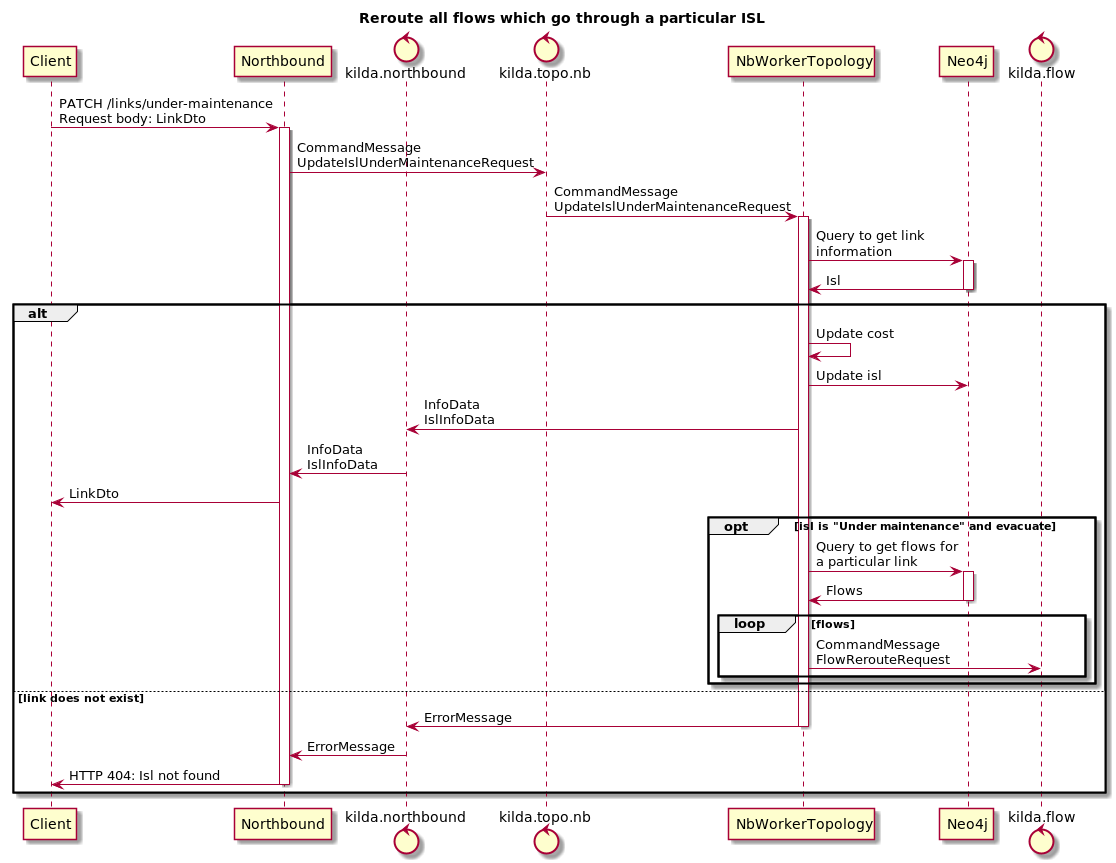 Reroute all flows which go through a particular ISL
Client
Northbound
kilda.northbound
kilda.topo.nb
NbWorkerTopology
Neo4j
kilda.flow
PATCH /links/under-maintenance
Request body: LinkDto
CommandMessage
UpdateIslUnderMaintenanceRequest
CommandMessage
UpdateIslUnderMaintenanceRequest
Query to get link
information
Isl
alt
Update cost
Update isl
InfoData
IslInfoData
InfoData
IslInfoData
LinkDto
opt
[isl is "Under maintenance" and evacuate]
Query to get flows for
a particular link
Flows
loop
[flows]
CommandMessage
FlowRerouteRequest
[link does not exist]
ErrorMessage
ErrorMessage
HTTP 404: Isl not found
Client
Northbound
kilda.northbound
kilda.topo.nb
NbWorkerTopology
Neo4j
kilda.flow